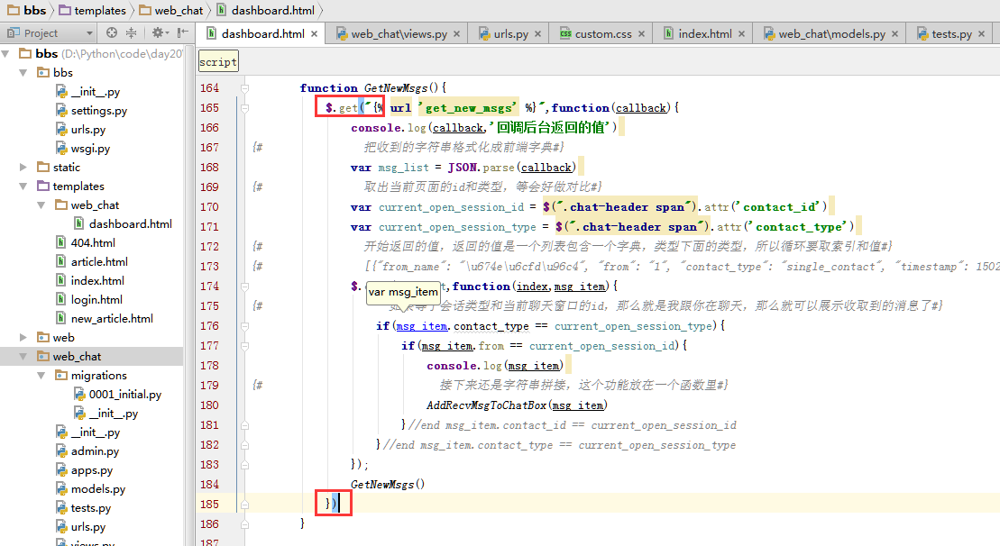 bbs templates web_chat dashboard.html
Project
dashboard.html web_chat\views.py urls.py custom.css index.html web_chat\models.py tests.py
bbs (D:\Python\code\day20
bbs
__init__.py
settings.py
urls.py
wsgi.py
static
templates
web_chat
dashboard.html
404.html
article.html
index.html
login.html
new_article.html
web
web_chat
migrations
0001_initial.py
__init__.py
__init__.py
admin.py
apps.py
models.py
tests.py
urls.py
views.py
script
164 function GetNewMsgs(){
165 $.get("{% url 'get_new_msgs' %}",function(callback){
166 console.log(callback,'回调后台返回的值')
167 {# 把收到的字符串格式化成前端字典#}
168 var msg_list = JSON.parse(callback)
169 {# 取出当前页面的id和类型，等会好做对比#}
170 var current_open_session_id = $(".chat-header span").attr('contact_id')
171 var current_open_session_type = $(".chat-header span").attr('contact_type')
172 {# 开始返回的值，返回的值是一个列表包含一个字典，类型下面的类型，所以循环要取索引和值#}
173 {# [{"from_name": "\u674e\u6cfd\u96c4", "from": "1", "contact_type": "single_contact", "timestamp": 1502
174 $. t,function(index,msg_item){
var msg_item
175 {# 会话类型和当前聊天窗口的id，那么就是我跟你在聊天，那么就可以展示收取到的消息了#}
176 if(msg_item.contact_type == current_open_session_type){
177 if(msg_item.from == current_open_session_id){
178 console.log(msg_item)
179 {# 接下来还是字符串拼接，这个功能放在一个函数里#}
180 AddRecvMsgToChatBox(msg_item)
181 }//end msg_item.contact_id == current_open_session_id
182 }//end msg_item.contact_type == current_open_session_type
183 });
184 GetNewMsgs()
185 })
186 }
187